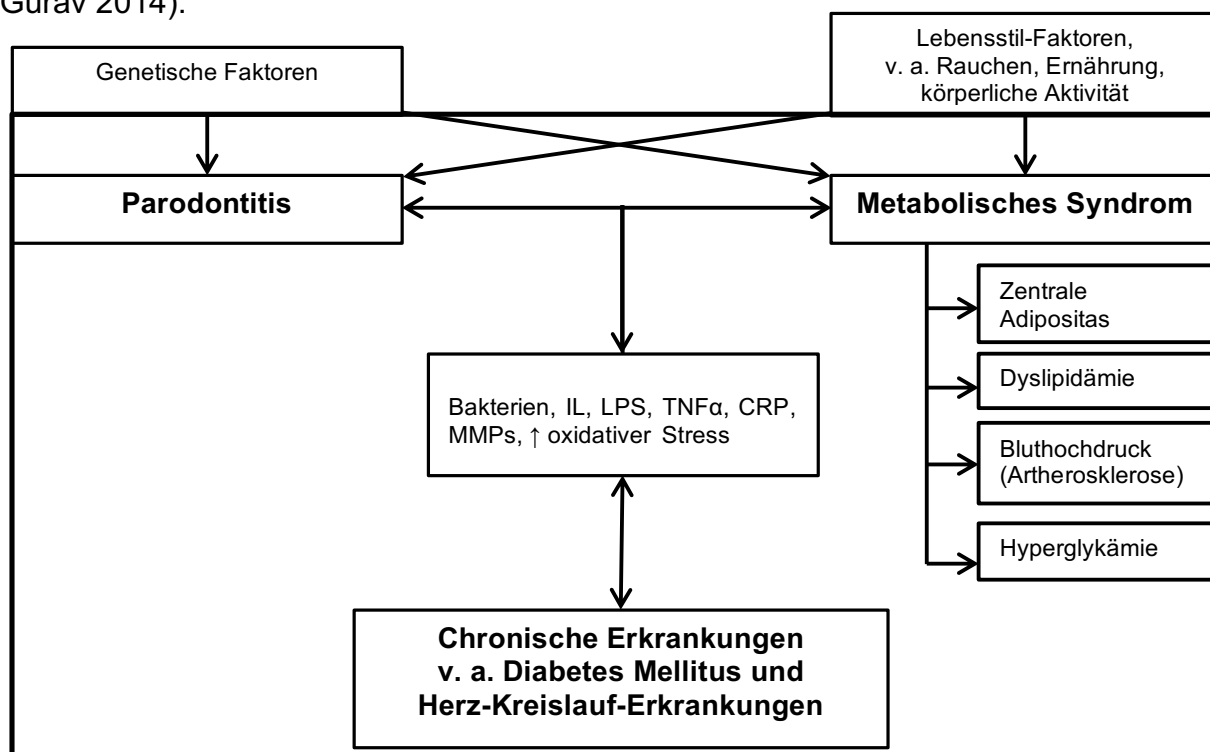 Gurav 2014).
Genetische Faktoren
Lebensstil-Faktoren,
v. a. Rauchen, Ernährung,
körperliche Aktivität
Parodontitis
Metabolisches Syndrom
Zentrale
Adipositas
Dyslipidämie
Bakterien, IL, LPS, TNFα, CRP,
MMPs, ↑ oxidativer Stress
Bluthochdruck
(Artherosklerose)
Hyperglykämie
Chronische Erkrankungen
v. a. Diabetes Mellitus und
Herz-Kreislauf-Erkrankungen